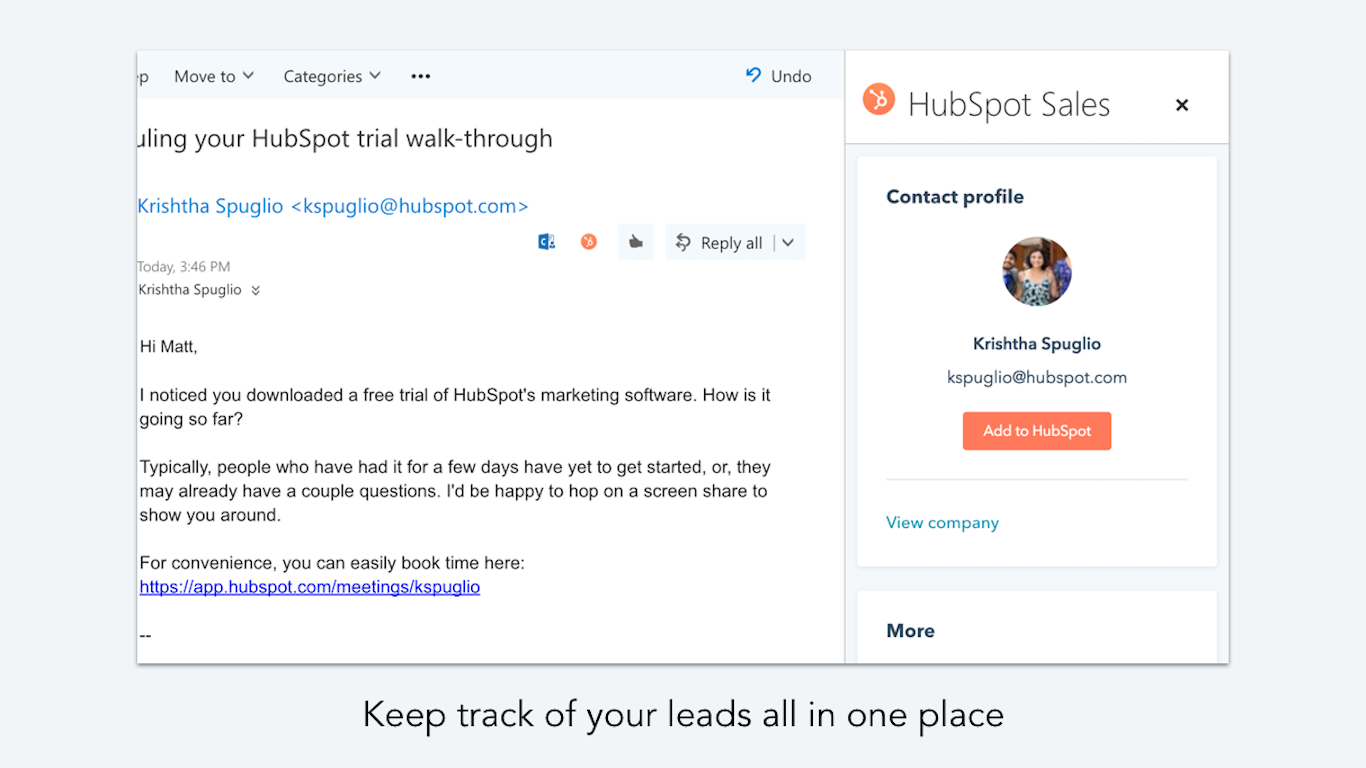 Move to
Categories
Undo
uling your HubSpot trial walk-through
Krishtha Spuglio <kspuglio@hubspot.com>
Reply all
Today, 3:46 PM
Krishtha Spuglio
Hi Matt,
I noticed you downloaded a free trial of HubSpot's marketing software. How is it
going so far?
Typically, people who have had it for a few days have yet to get started, or, they
may already have a couple questions. I'd be happy to hop on a screen share to
show you around.
For convenience, you can easily book time here:
https://app.hubspot.com/meetings/kspuglio
--
HubSpot Sales
Contact profile
Krishtha Spuglio
kspuglio@hubspot.com
Add to HubSpot
View company
More
Keep track of your leads all in one place